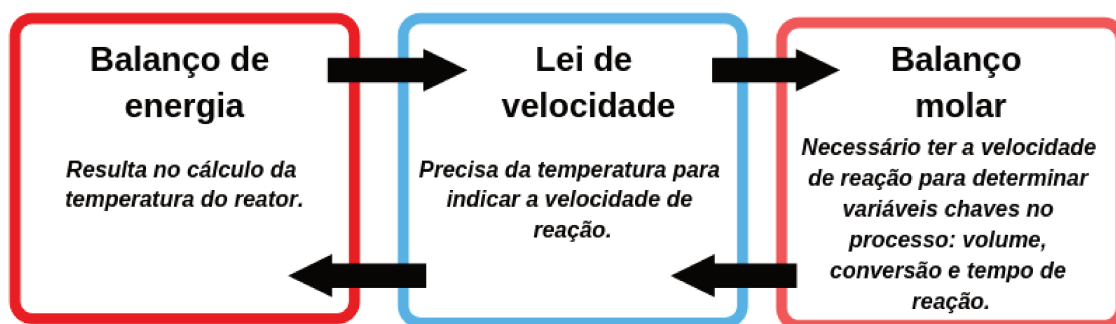 Balanço de
energia
Resulta no cálculo da
temperatura do reator.
Lei de
velocidade
Precisa da temperatura para
indicar a velocidade de
reação.
Balanço
molar
Necessário ter a velocidade
de reação para determinar
variáveis chaves no
processo: volume,
conversão e tempo de
reação.